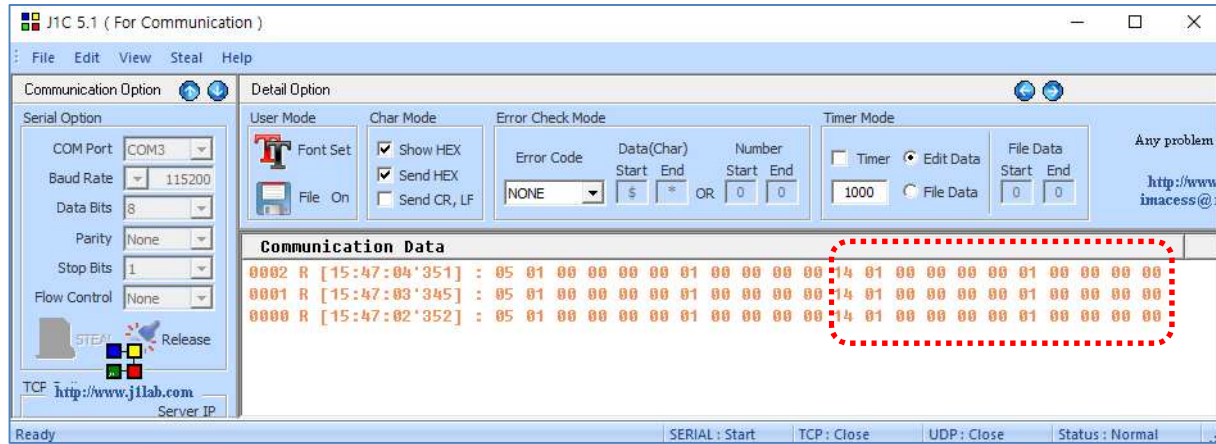 J1C 5.1 ( For Communication )
File Edit View Steal Help
Communication Option
Detail Option
Serial Option
COM Port COM3
Baud Rate 115200
Data Bits 8
Parity None
Stop Bits 1
Flow Control None
Release
TCP
http://www.j1lab.com
Server IP
User Mode
Font Set
File On
Char Mode
Show HEX
Send HEX
Send CR, LF
Error Check Mode
Error Code
NONE
Data(Char)
Start End
$ *
OR
Number
Start End
0 0
Timer Mode
Timer
1000
Edit Data
File Data
File Data
Start End
0 0
Any problem
http://www
imacess@
Communication Data
0002 R [15:47:04'351] : 05 01 00 00 00 00 01 00 00 00 00 14 01 00 00 00 00 01 00 00 00 00
0001 R [15:47:03'345] : 05 01 00 00 00 00 01 00 00 00 00 14 01 00 00 00 00 01 00 00 00 00
0000 R [15:47:02'352] : 05 01 00 00 00 00 01 00 00 00 00 14 01 00 00 00 00 01 00 00 00 00
Ready
SERIAL : Start
TCP : Close
UDP : Close
Status : Normal